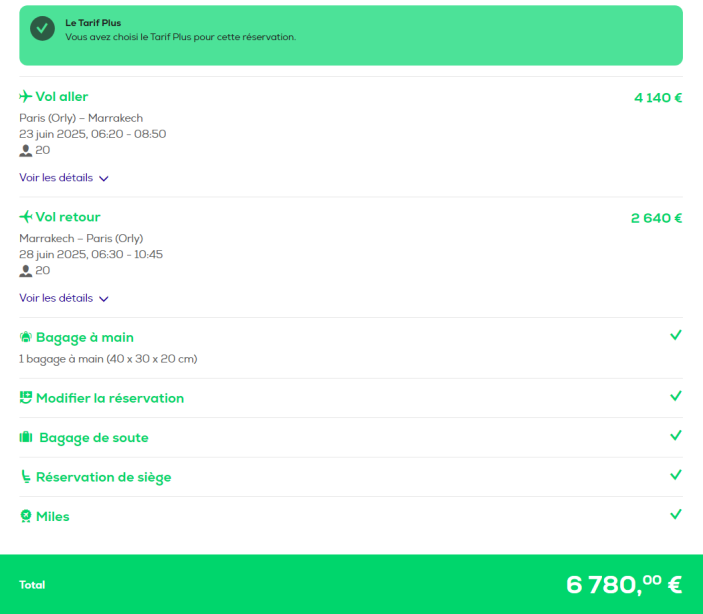 Le Tarif Plus
Vous avez choisi le Tarif Plus pour cette réservation.
Vol aller
4 140 €
Paris (Orly) – Marrakech
23 juin 2025, 06:20 - 08:50
20
Voir les détails
Vol retour
2 640 €
Marrakech – Paris (Orly)
28 juin 2025, 06:30 - 10:45
20
Voir les détails
Bagage à main
1 bagage à main (40 x 30 x 20 cm)
Modifier la réservation
Bagage de soute
Réservation de siège
Miles
Total
6 780,00 €